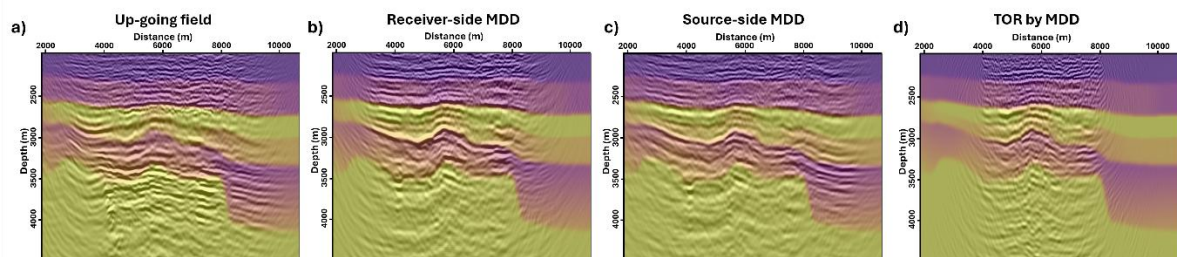 a) Up-going field
Distance (m)
2000 4000 6000 8000 10000
Depth (m)
2500
3000
3500
4000
b) Receiver-side MDD
Distance (m)
2000 4000 6000 8000 10000
Depth (m)
2500
3000
3500
4000
c) Source-side MDD
Distance (m)
2000 4000 6000 8000 10000
Depth (m)
2500
3000
3500
4000
d) TOR by MDD
Distance (m)
2000 4000 6000 8000 10000
Depth (m)
2500
3000
3500
4000